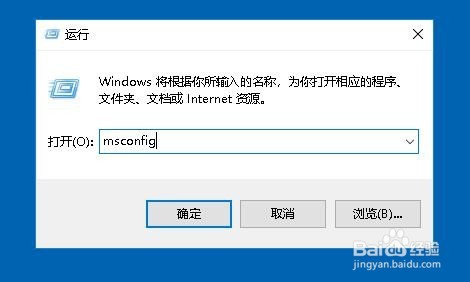 运行
Windows 将根据你所输入的名称，为你打开相应的程序、
文件夹、文档或 Internet 资源。
打开(O): msconfig
确定 取消 浏览(B)...
Baidu 经验
jingyan.baidu.com